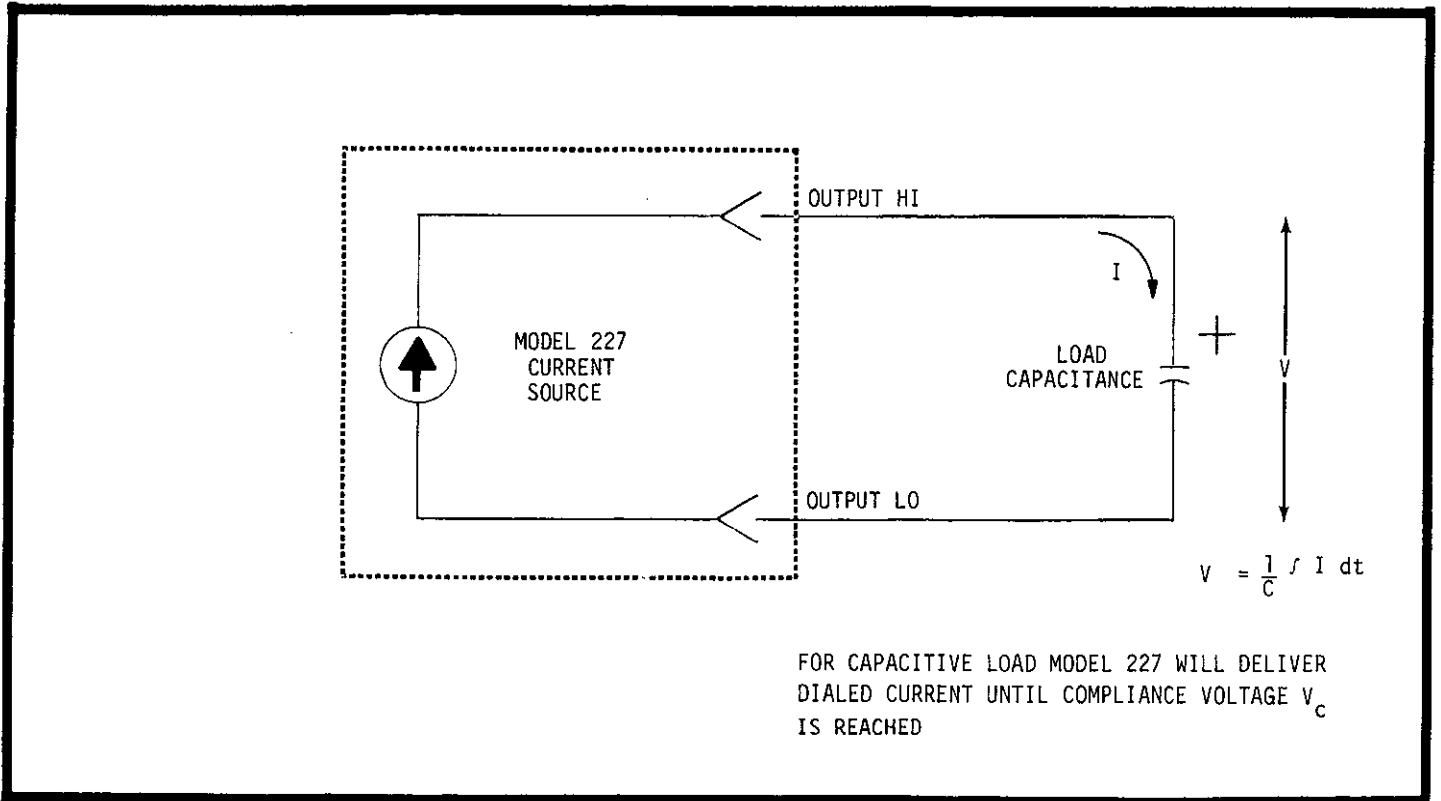 OUTPUT HI
I
MODEL 227
CURRENT
SOURCE
+
LOAD
CAPACITANCE
V
OUTPUT LO
V = 1/C ∫ I dt
FOR CAPACITIVE LOAD MODEL 227 WILL DELIVER
DIALED CURRENT UNTIL COMPLIANCE VOLTAGE Vc
IS REACHED